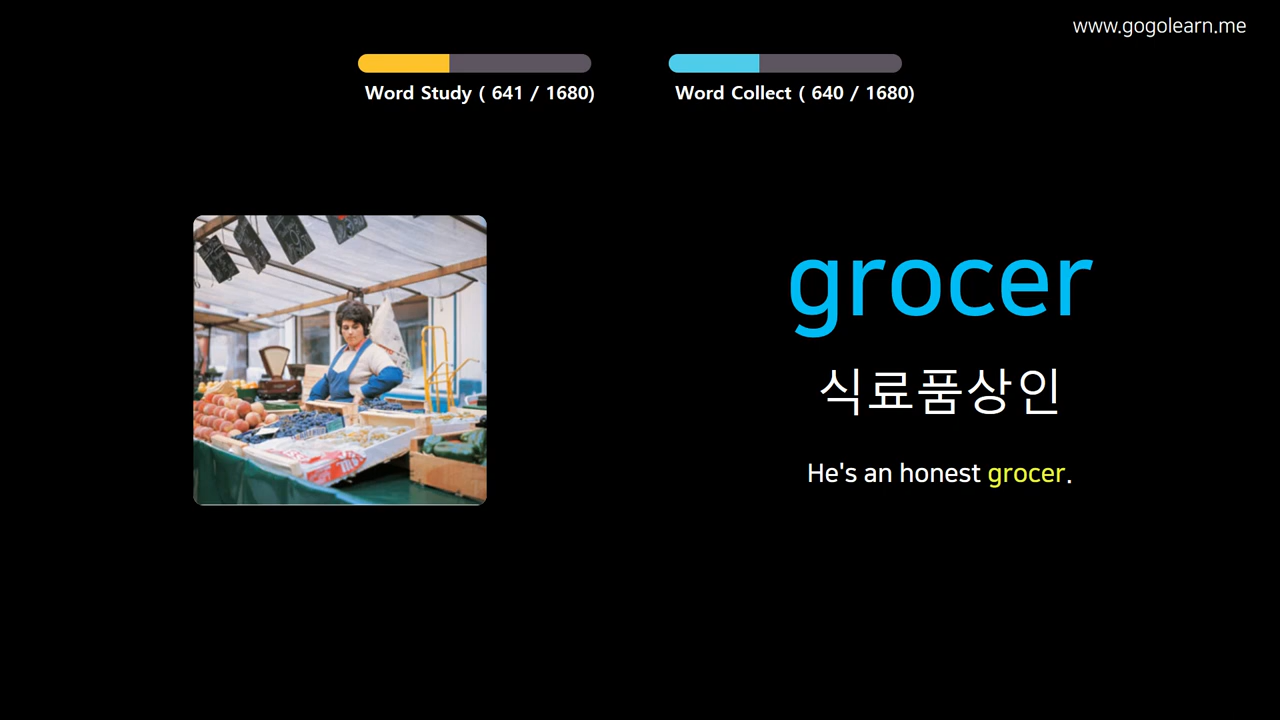 www.gogolearn.me
Word Study ( 641 / 1680)
Word Collect ( 640 / 1680)
grocer
식료품상인
He's an honest grocer.